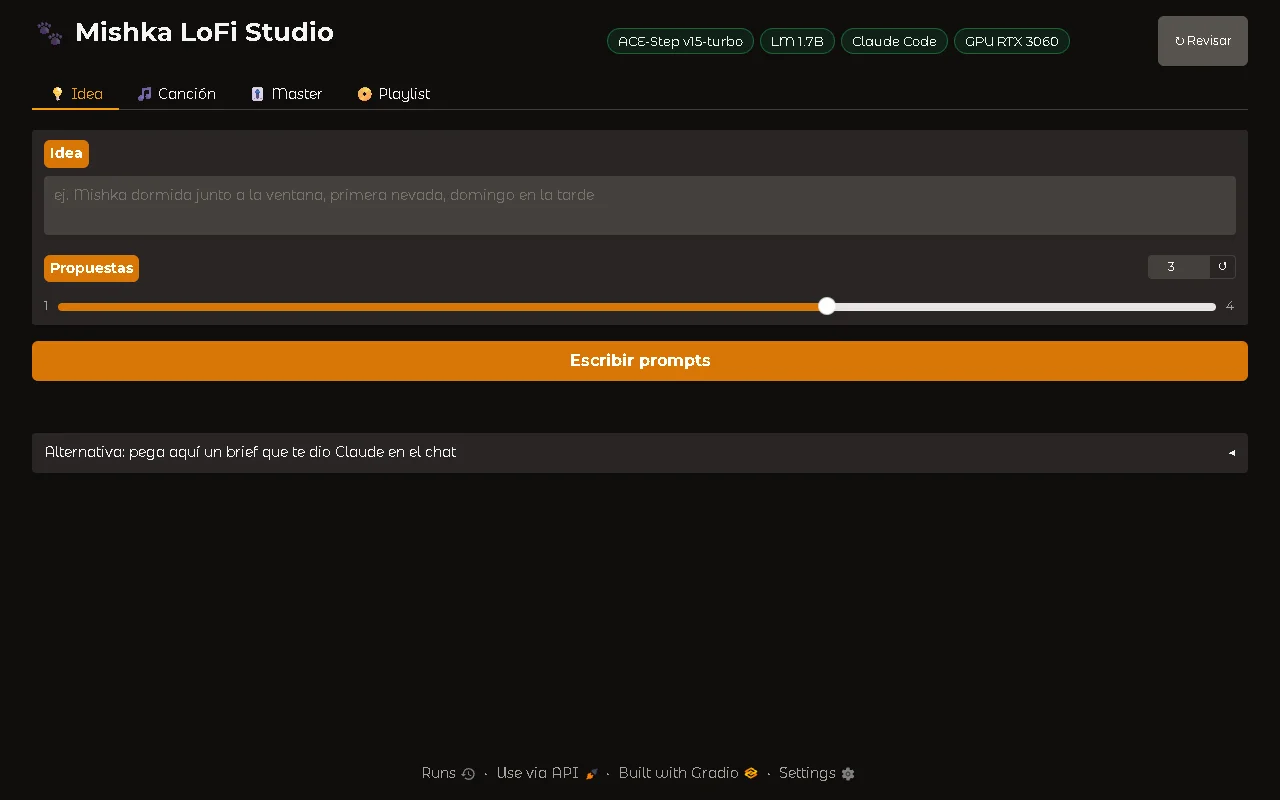 Mishka LoFi Studio
ACE-Step v15-turbo
LM 1.7B
Claude Code
GPU RTX 3060
↻ Revisar
Idea
Canción
Master
Playlist
Idea
ej. Mishka dormida junto a la ventana, primera nevada, domingo en la tarde
Propuestas
3
↺
1
4
Escribir prompts
Alternativa: pega aquí un brief que te dio Claude en el chat
Runs · Use via API · Built with Gradio · Settings